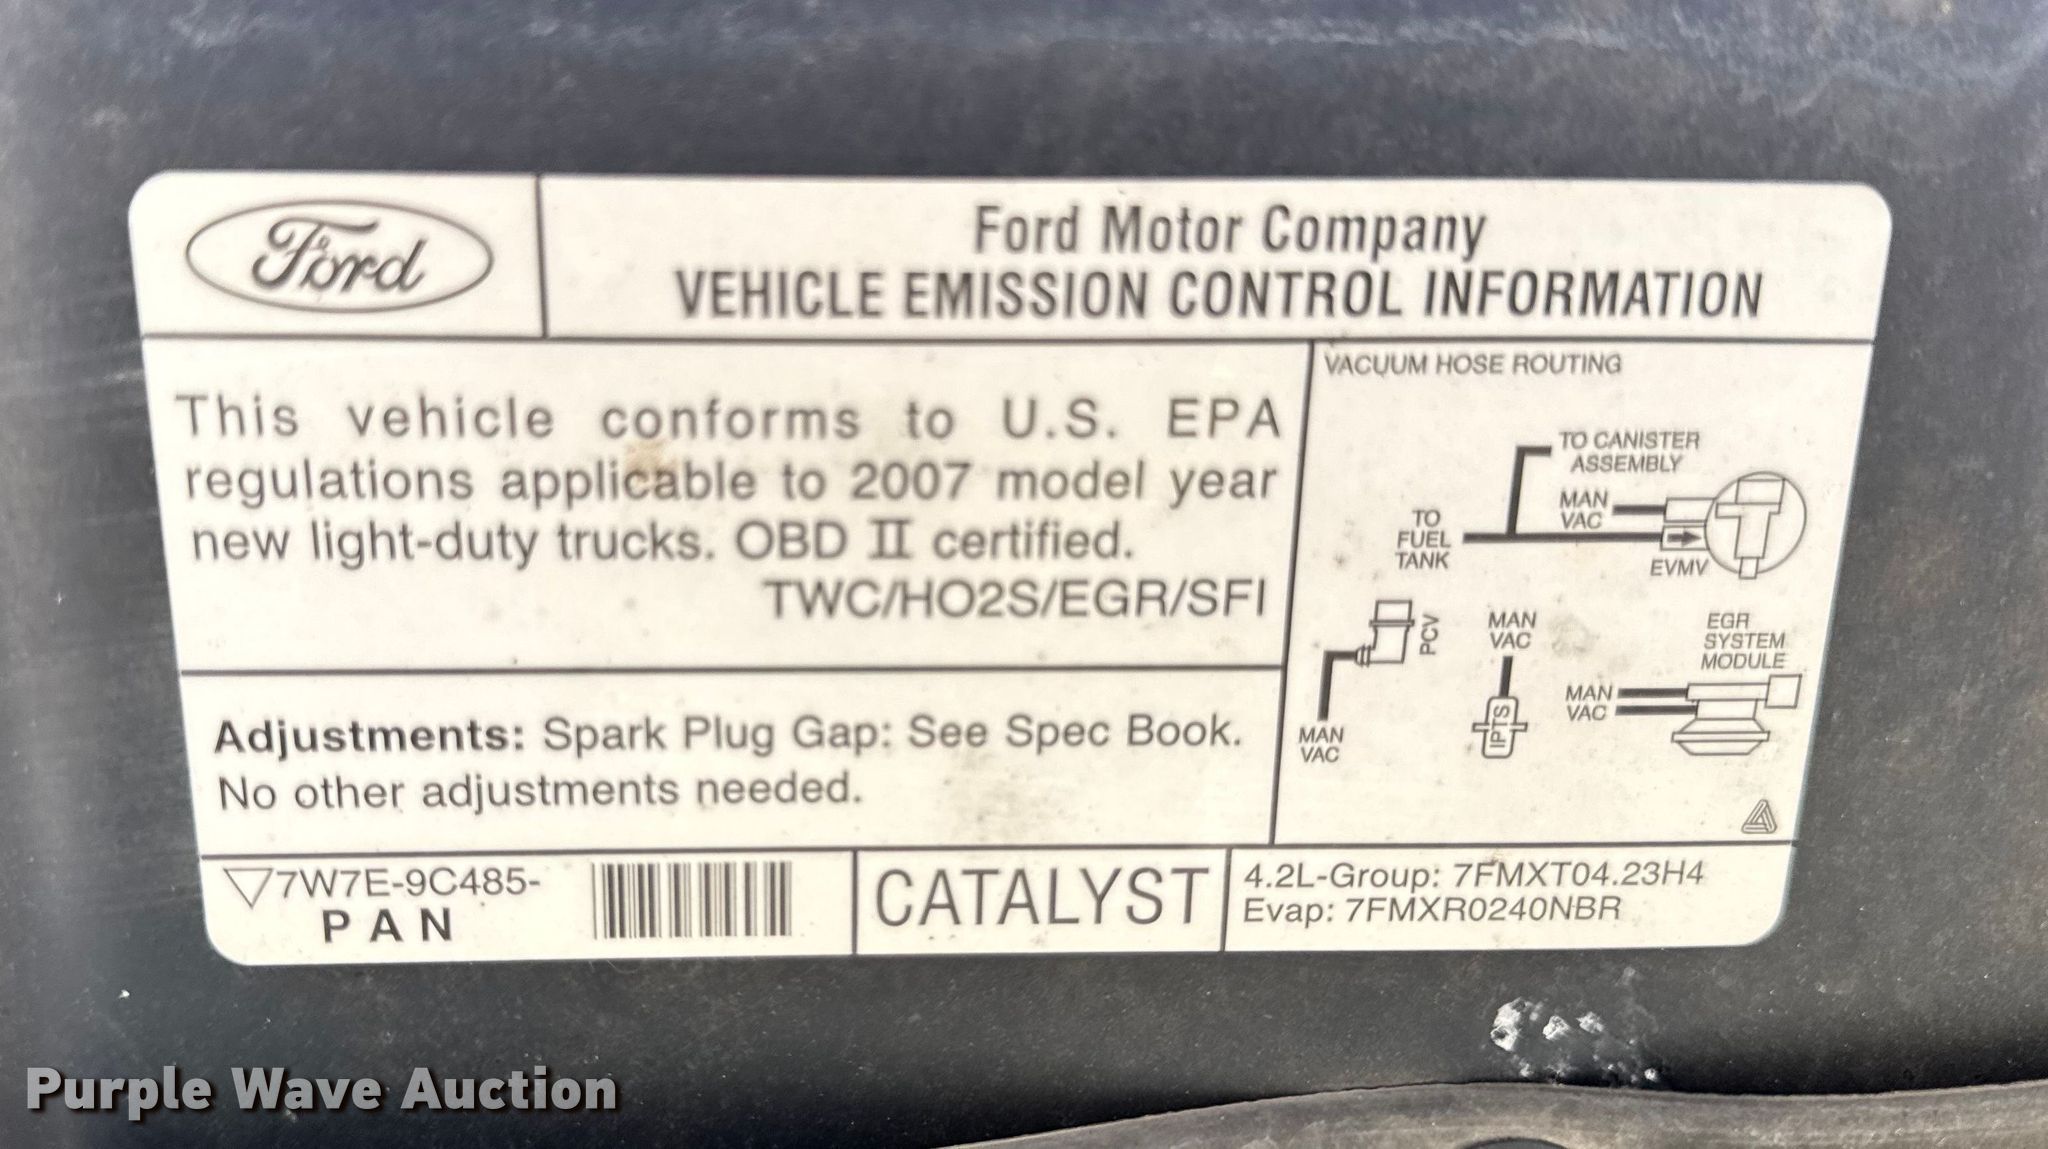 Ford
Ford Motor Company
VEHICLE EMISSION CONTROL INFORMATION
This vehicle conforms to U.S. EPA
regulations applicable to 2007 model year
new light-duty trucks. OBD II certified.
TWC/HO2S/EGR/SFI
Adjustments: Spark Plug Gap: See Spec Book.
No other adjustments needed.
VACUUM HOSE ROUTING
TO CANISTER
ASSEMBLY
MAN
VAC
TO
FUEL
TANK
EVMV
PCV
MAN
VAC
MAN
VAC
IPTS
EGR
SYSTEM
MODULE
MAN
VAC
7W7E-9C485-
PAN
CATALYST
4.2L-Group: 7FMXT04.23H4
Evap: 7FMXR0240NBR
Purple Wave Auction